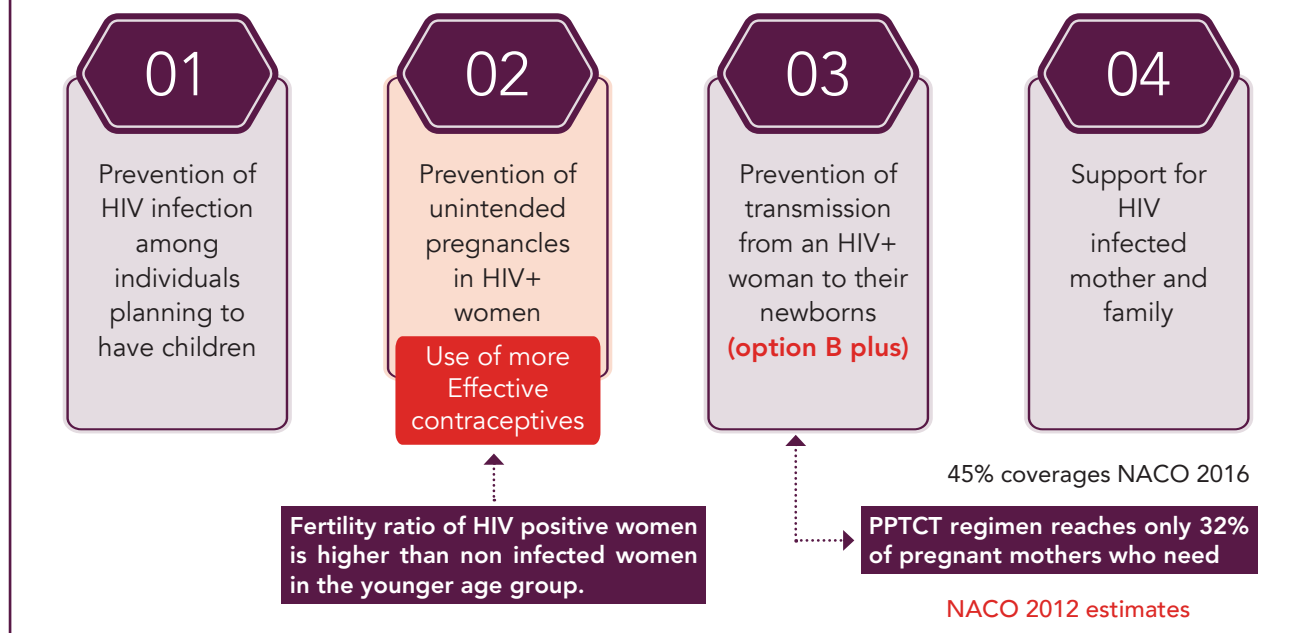 01
Prevention of
HIV infection
among
individuals
planning to
have children
02
Prevention of
unintended
pregnancles
in HIV+
women
Use of more
Effective
contraceptives
03
Prevention of
transmission
from an HIV+
woman to their
newborns
(option B plus)
04
Support for
HIV
infected
mother and
family
45% coverages NACO 2016
Fertility ratio of HIV positive women
is higher than non infected women
in the younger age group.
PPTCT regimen reaches only 32%
of pregnant mothers who need
NACO 2012 estimates